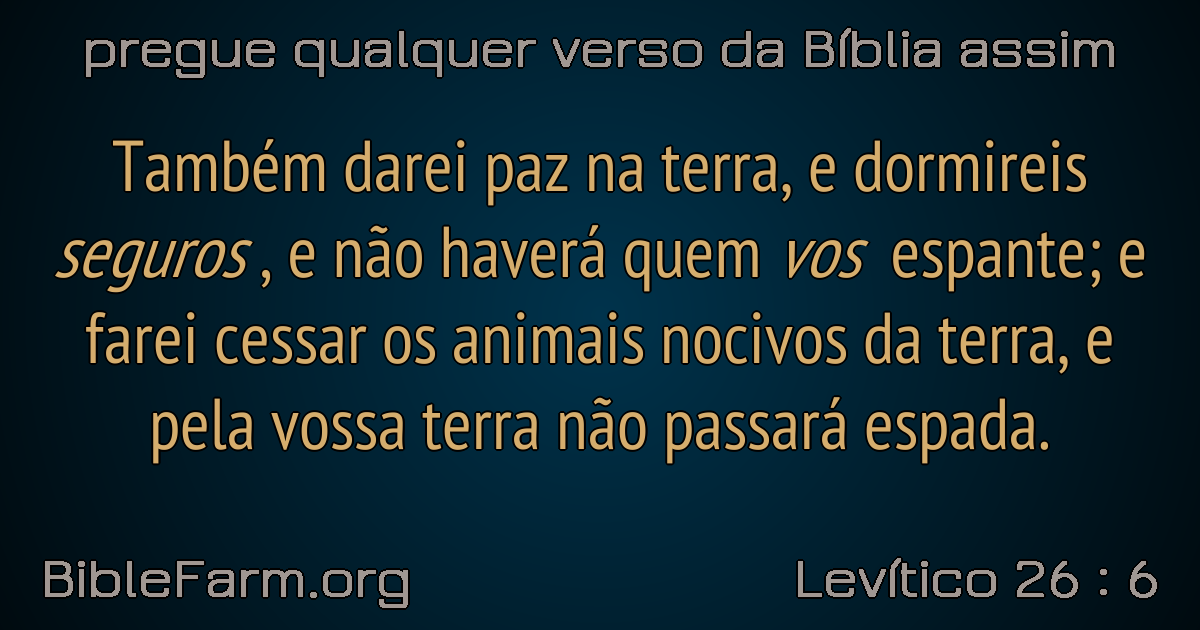 pregue qualquer verso da Bíblia assim
Também darei paz na terra, e dormireis
seguros , e não haverá quem vos espante; e
farei cessar os animais nocivos da terra, e
pela vossa terra não passará espada.
BibleFarm.org
Levítico 26 : 6